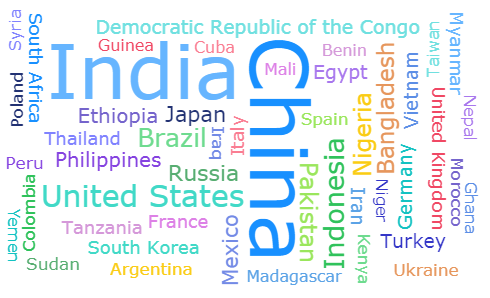 Syria
South Africa
Democratic Republic of the Congo
Guinea
Cuba
India
China
Mali
Benin
Egypt
Taiwan
Myanmar
Poland
Ethiopia
Japan
Spain
Nigeria
Bangladesh
Vietnam
Nepal
Thailand
Brazil
Iraq
Italy
Peru
Philippines
Russia
Pakistan
Indonesia
Iran
Niger
Germany
United Kingdom
Morocco
Ghana
Colombia
United States
Yemen
Tanzania
France
Mexico
Kenya
Turkey
South Korea
Sudan
Argentina
Madagascar
Ukraine